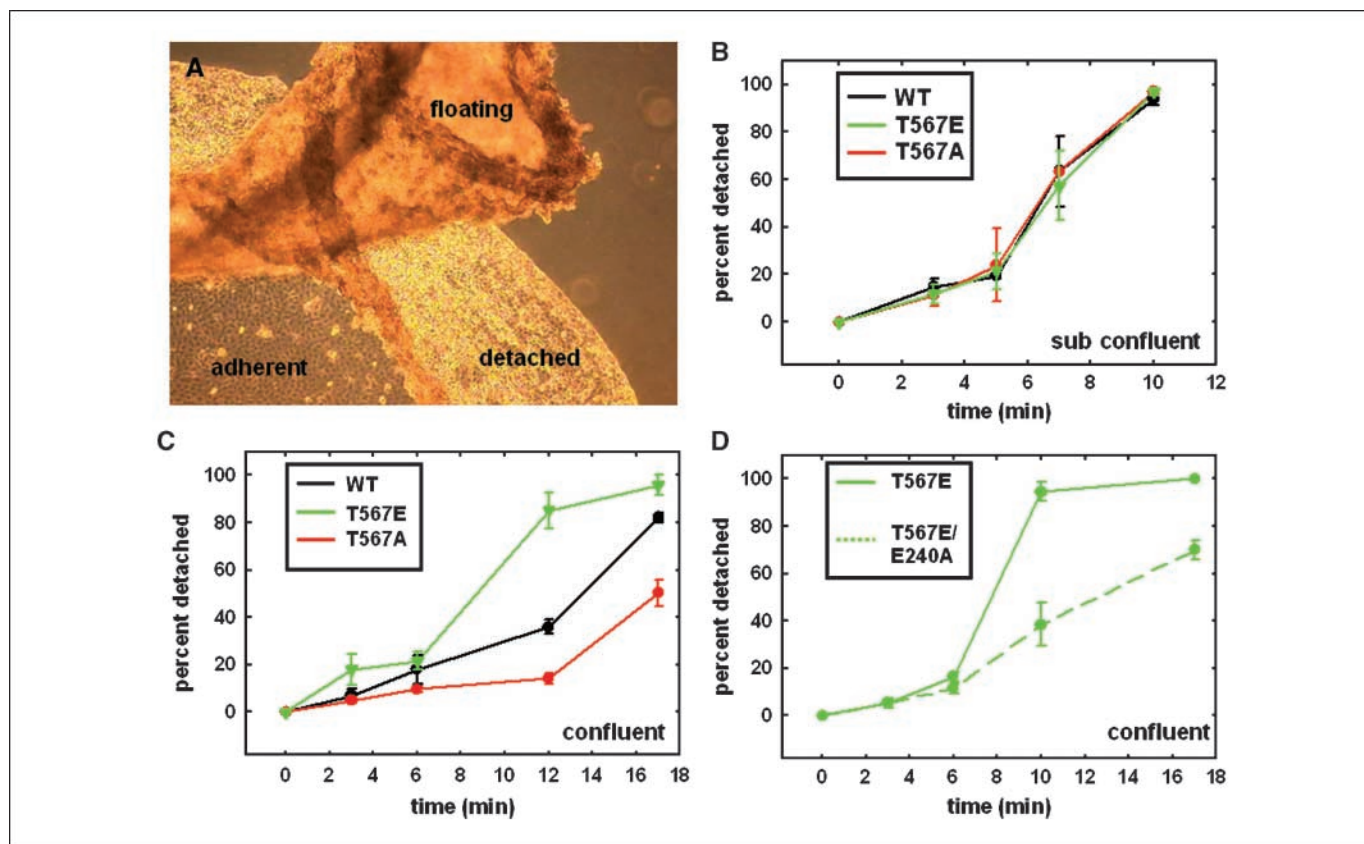 A
floating
adherent
detached
B
100
80
60
40
20
0
percent detached
WT
T567E
T567A
sub confluent
0 2 4 6 8 10 12
time (min)
C
100
80
60
40
20
0
percent detached
WT
T567E
T567A
confluent
0 2 4 6 8 10 12 14 16 18
time (min)
D
100
80
60
40
20
0
percent detached
T567E
T567E/
E240A
confluent
0 2 4 6 8 10 12 14 16 18
time (min)